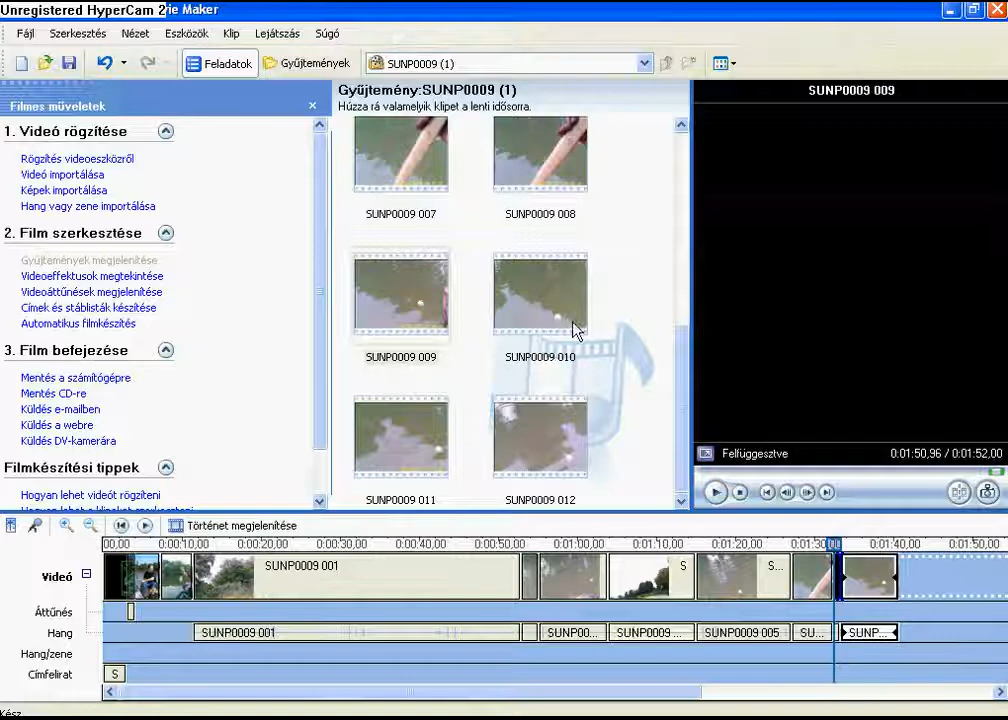 Unregistered HyperCam 2
rie Maker
Fájl Szerkesztés Nézet Eszközök Klip Lejátszás Súgó
Feladatok Gyűjtemények SUNP0009 (1)
Filmes műveletek
1. Videó rögzítése
Rögzítés videoeszközről
Videó importálása
Képek importálása
Hang vagy zene importálása
2. Film szerkesztése
Gyűjtemények megjelenítése
Videoeffektusok megtekintése
Videoáttűnések megjelenítése
Címek és stáblisták készítése
Automatikus filmkészítés
3. Film befejezése
Mentés a számítógépre
Mentés CD-re
Küldés e-mailben
Küldés a webre
Küldés DV-kamerára
Filmkészítési tippek
Hogyan lehet videót rögzíteni
Gyűjtemény:SUNP0009 (1)
Húzza rá valamelyik klipet a lenti idősorra.
SUNP0009 007 SUNP0009 008
SUNP0009 009 SUNP0009 010
SUNP0009 011 SUNP0009 012
SUNP0009 009
Felfüggesztve 0:01:50,96 / 0:01:52,00
Történet megjelenítése
00,00 0:00:10,00 0:00:20,00 0:00:30,00 0:00:40,00 0:00:50,00 0:01:00,00 0:01:10,00 0:01:20,00 0:01:30 0:01:40,00 0:01:50,00
Videó SUNP0009 001 S S...
Áttűnés
Hang SUNP0009 001 SUNP00... SUNP0009 ... SUNP0009 005 SU... SUNP...
Hang/zene
Címfelirat S
Kész